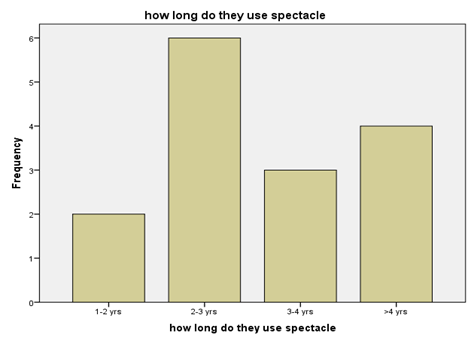 how long do they use spectacle
Frequency
6
5
4
3
2
1
0
1-2 yrs
2-3 yrs
3-4 yrs
>4 yrs
how long do they use spectacle